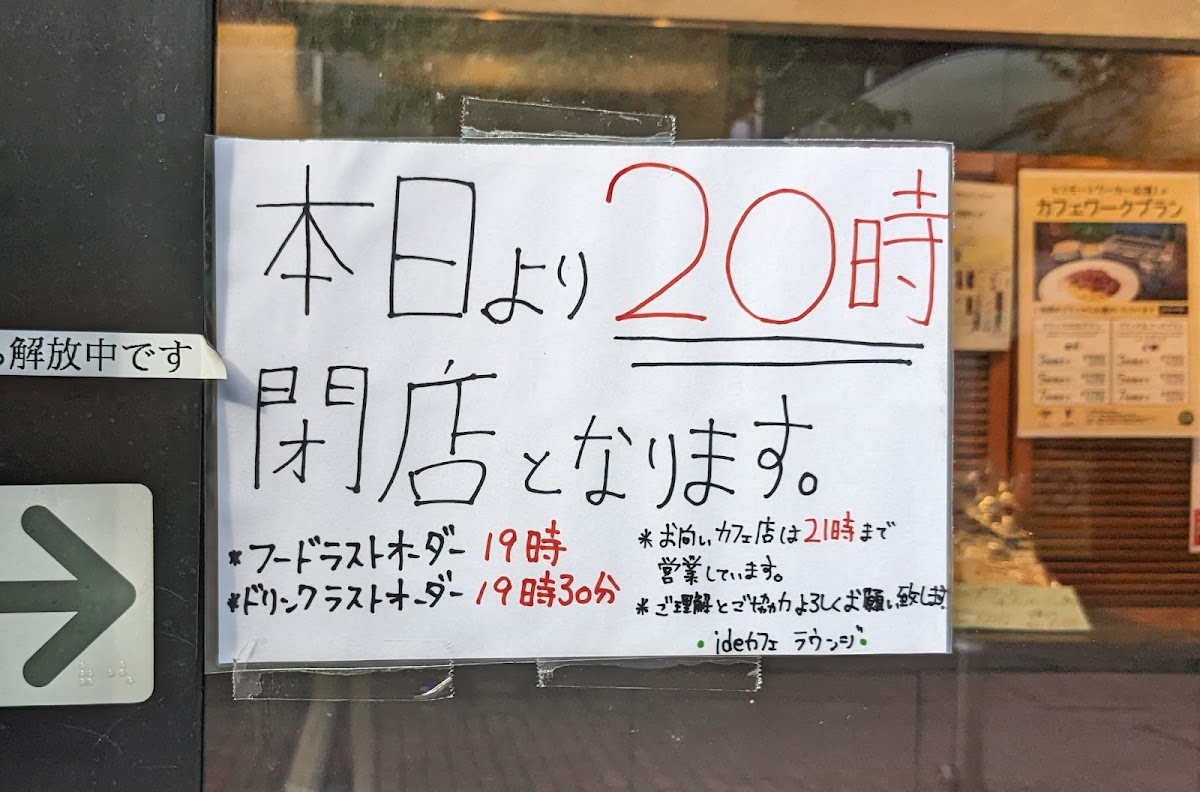 本日より20時
閉店となります。
*フードラストオーダー 19時
*ドリンクラストオーダー 19時30分
*お向いカフェ店は21時まで
営業しています。
*ご理解とご協力よろしくお願い致します
・ideカフェ ラウンジ・
解放中です
カフェワークプラン